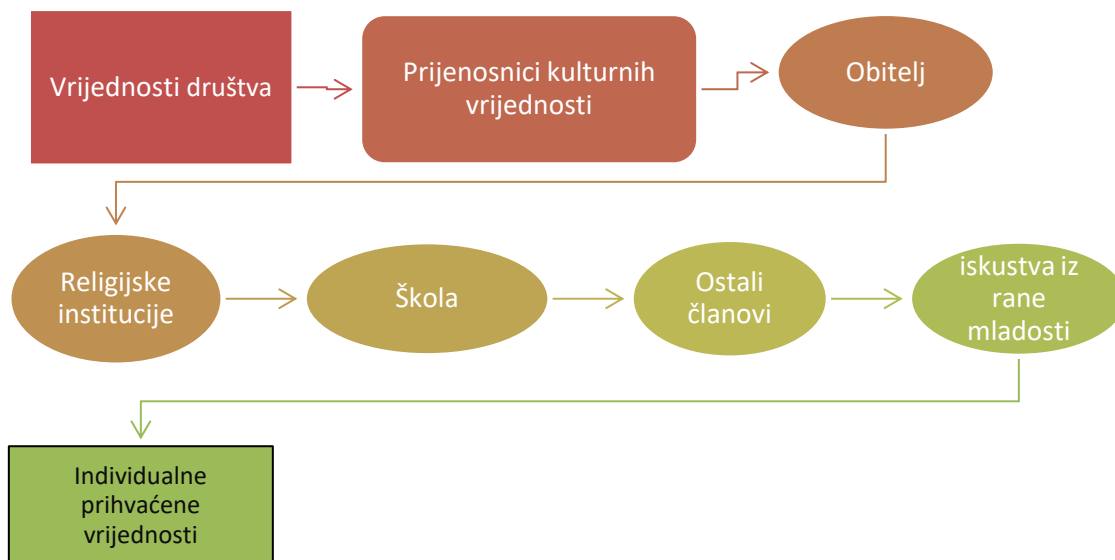 Vrijednosti društva
Prijenosnici kulturnih
vrijednosti
Obitelj
Religijske
institucije
Škola
Ostali
članovi
iskustva iz
rane
mladosti
Individualne
prihvaćene
vrijednosti